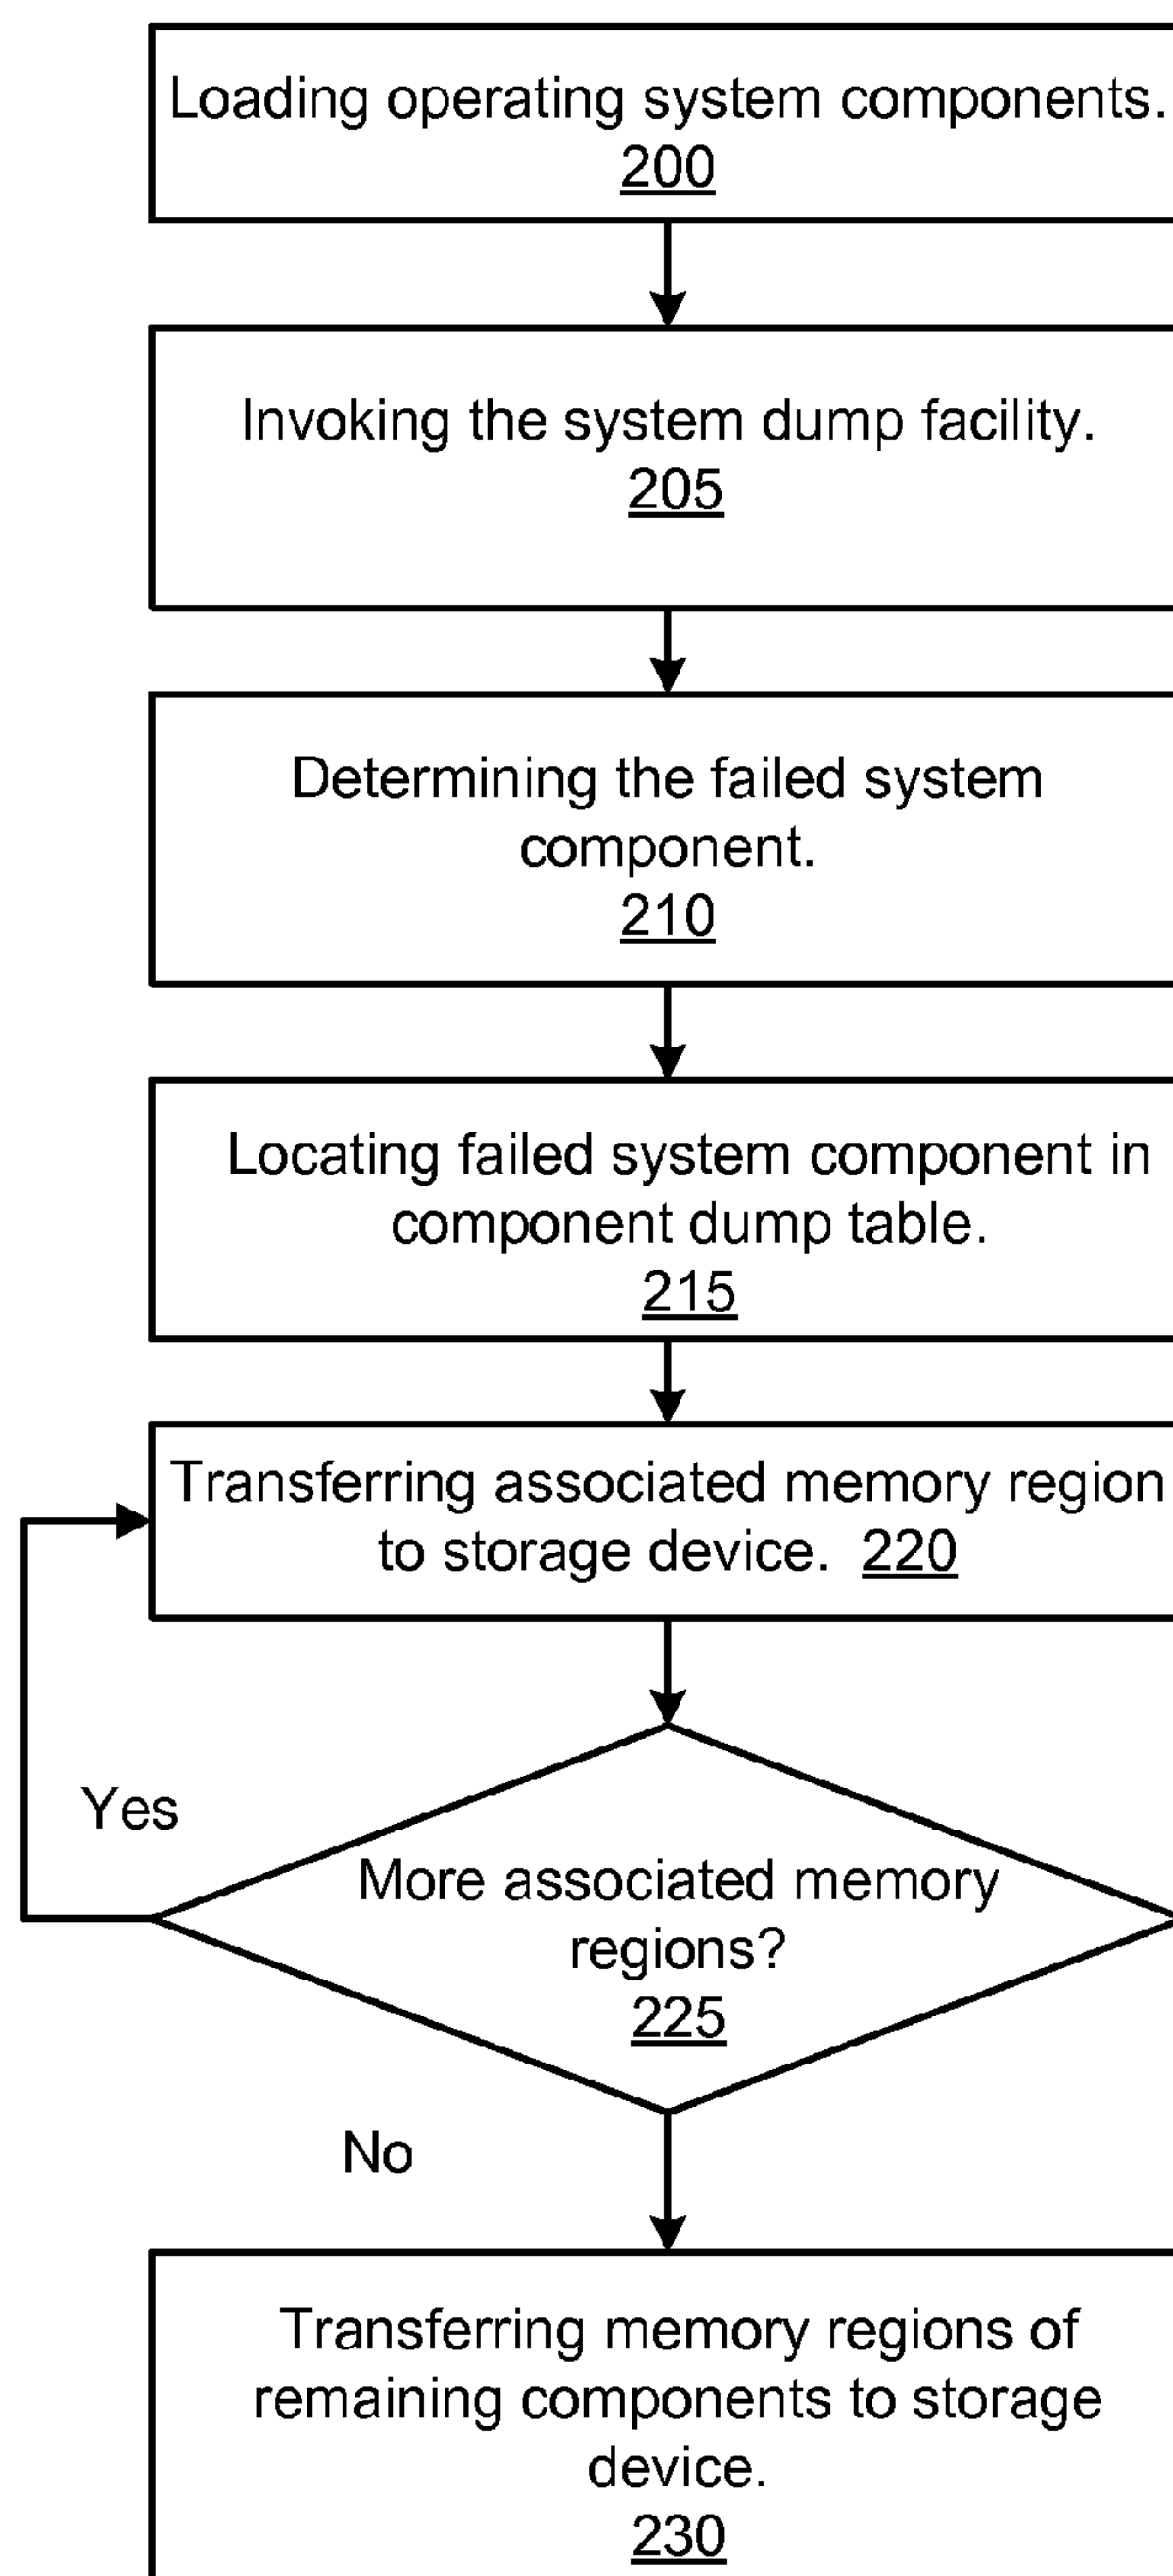 Loading operating system components.
200
Invoking the system dump facility.
205
Determining the failed system
component.
210
Locating failed system component in
component dump table.
215
Transferring associated memory region
to storage device. 220
Yes
More associated memory
regions?
225
No
Transferring memory regions of
remaining components to storage
device.
230